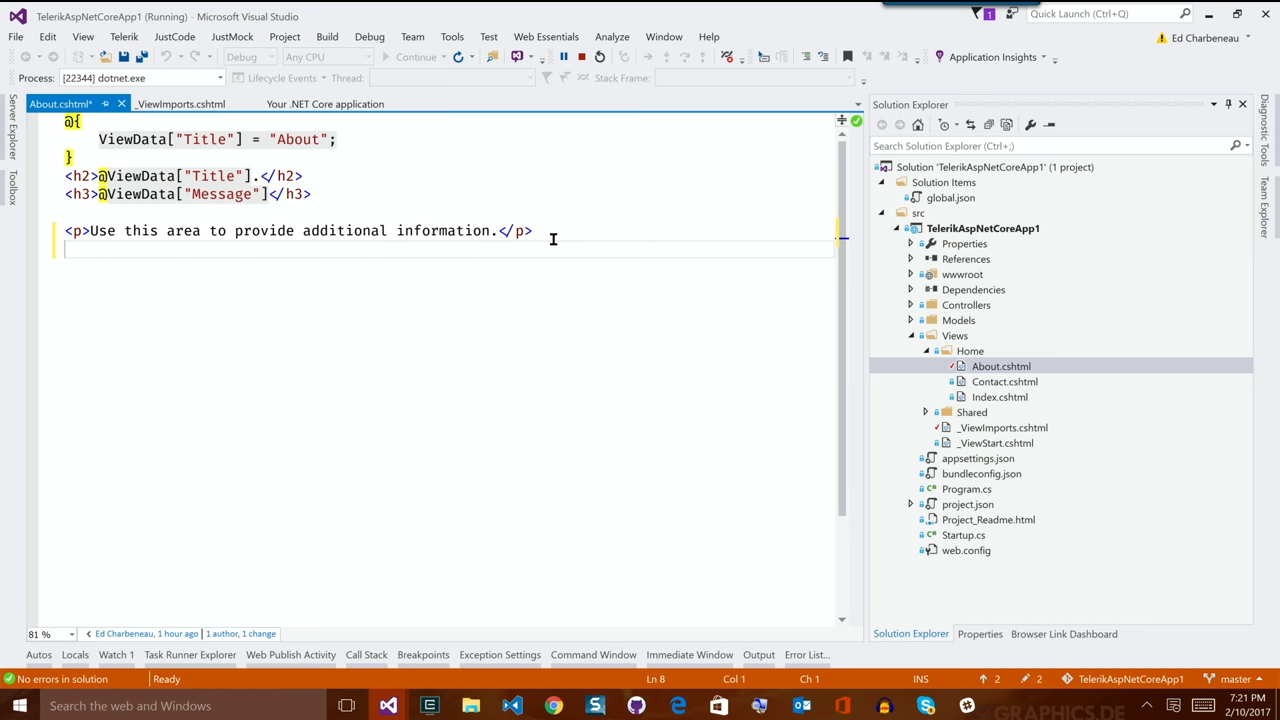 TelerikAspNetCoreApp1 (Running) - Microsoft Visual Studio
1
Quick Launch (Ctrl+Q)
File Edit View Telerik JustCode JustMock Project Build Debug Team Tools Test Web Essentials Analyze Window Help
Ed Charbeneau
Debug Any CPU Continue Application Insights
Process: [22344] dotnet.exe Lifecycle Events Thread: Stack Frame:
About.cshtml* _ViewImports.cshtml Your .NET Core application
Server Explorer
Toolbox
@{
ViewData["Title"] = "About";
}
<h2>@ViewData["Title"].</h2>
<h3>@ViewData["Message"]</h3>
<p>Use this area to provide additional information.</p>
81 %
Ed Charbeneau, 1 hour ago | 1 author, 1 change
Solution Explorer
Search Solution Explorer (Ctrl+;)
Solution 'TelerikAspNetCoreApp1' (1 project)
Solution Items
global.json
src
TelerikAspNetCoreApp1
Properties
References
wwwroot
Dependencies
Controllers
Models
Views
Home
About.cshtml
Contact.cshtml
Index.cshtml
Shared
_ViewImports.cshtml
_ViewStart.cshtml
appsettings.json
bundleconfig.json
Program.cs
project.json
Project_Readme.html
Startup.cs
web.config
Solution Explorer Properties Browser Link Dashboard
Diagnostic Tools
Team Explorer
Autos Locals Watch 1 Task Runner Explorer Web Publish Activity Call Stack Breakpoints Exception Settings Command Window Immediate Window Output Error List...
No errors in solution Ready Ln 8 Col 1 Ch 1 INS 2 2 TelerikAspNetCoreApp1 master
Search the web and Windows
7:21 PM
2/10/2017